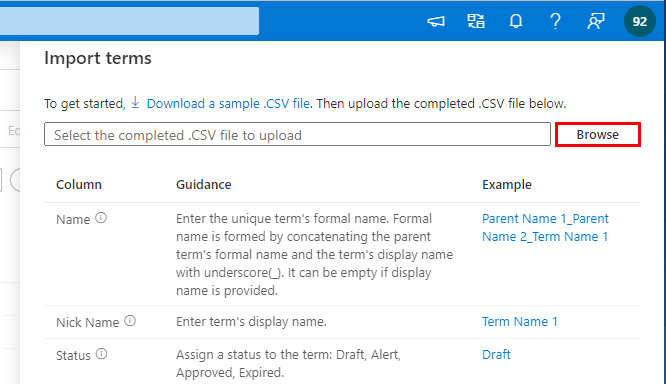 92
Import terms
To get started, Download a sample .CSV file. Then upload the completed .CSV file below.
Ec
Select the completed .CSV file to upload Browse
Column Guidance Example
Name Enter the unique term's formal name. Formal Parent Name 1_Parent
name is formed by concatenating the parent Name 2_Term Name 1
term's formal name and the term's display name
with underscore(_). It can be empty if display
name is provided.
Nick Name Enter term's display name. Term Name 1
Status Assign a status to the term: Draft, Alert, Draft
Approved, Expired.